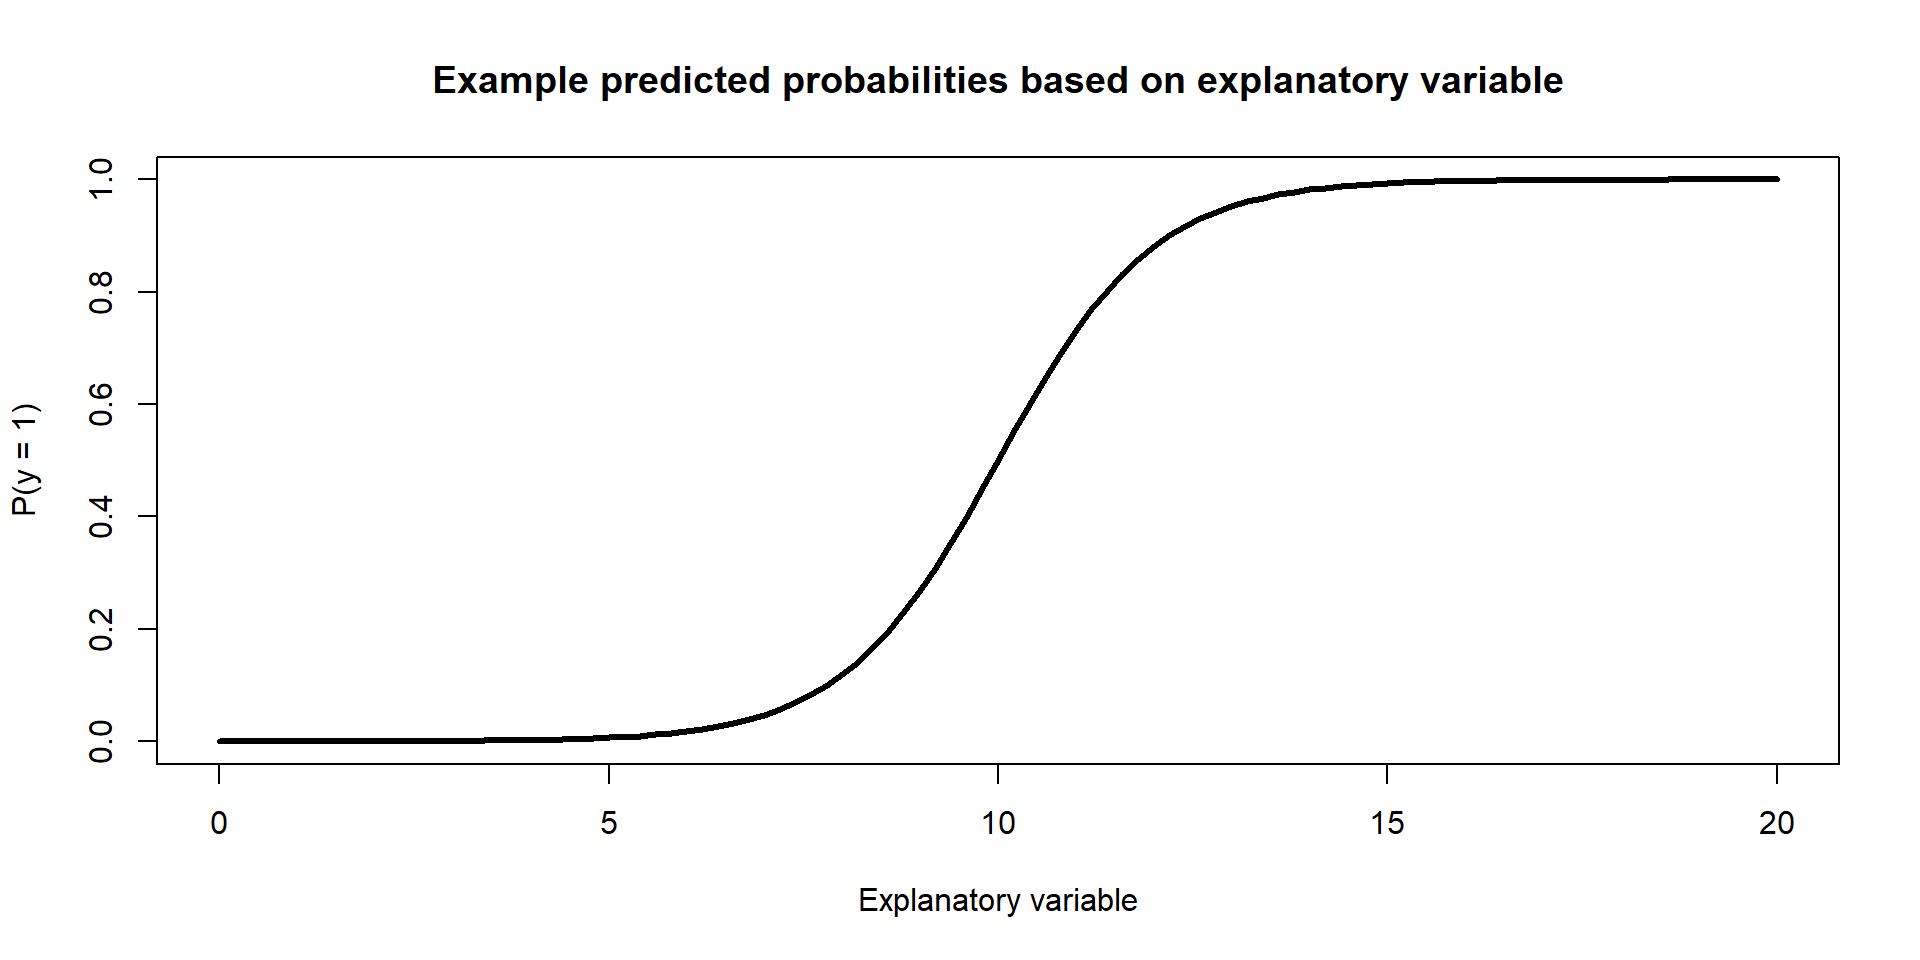 Example predicted probabilities based on explanatory variable
1.0
0.8
0.6
0.4
0.2
0.0
P(y = 1)
0 5 10 15 20
Explanatory variable